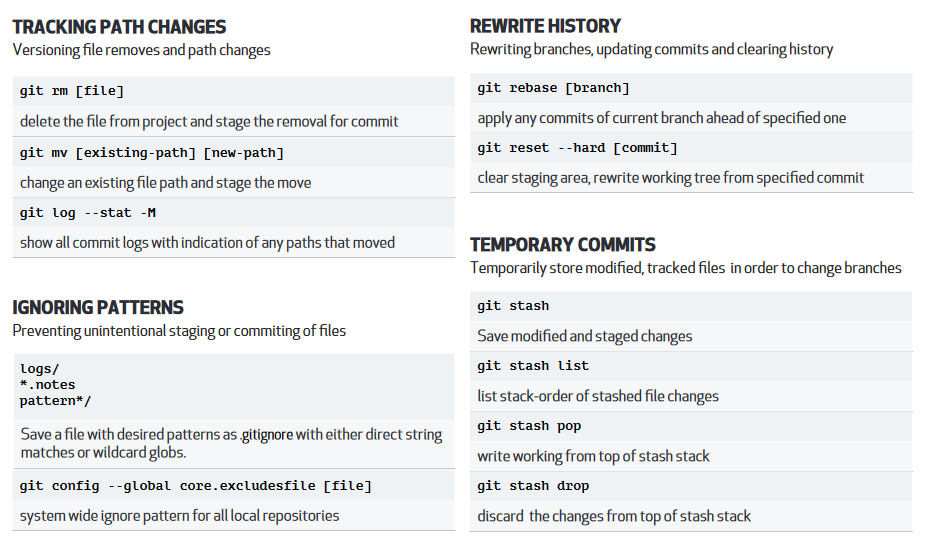 TRACKING PATH CHANGES
Versioning file removes and path changes
git rm [file]
delete the file from project and stage the removal for commit
git mv [existing-path] [new-path]
change an existing file path and stage the move
git log --stat -M
show all commit logs with indication of any paths that moved
IGNORING PATTERNS
Preventing unintentional staging or commiting of files
logs/
*.notes
pattern*/
Save a file with desired patterns as .gitignore with either direct string
matches or wildcard globs.
git config --global core.excludesfile [file]
system wide ignore pattern for all local repositories
REWRITE HISTORY
Rewriting branches, updating commits and clearing history
git rebase [branch]
apply any commits of current branch ahead of specified one
git reset --hard [commit]
clear staging area, rewrite working tree from specified commit
TEMPORARY COMMITS
Temporarily store modified, tracked files in order to change branches
git stash
Save modified and staged changes
git stash list
list stack-order of stashed file changes
git stash pop
write working from top of stash stack
git stash drop
discard the changes from top of stash stack